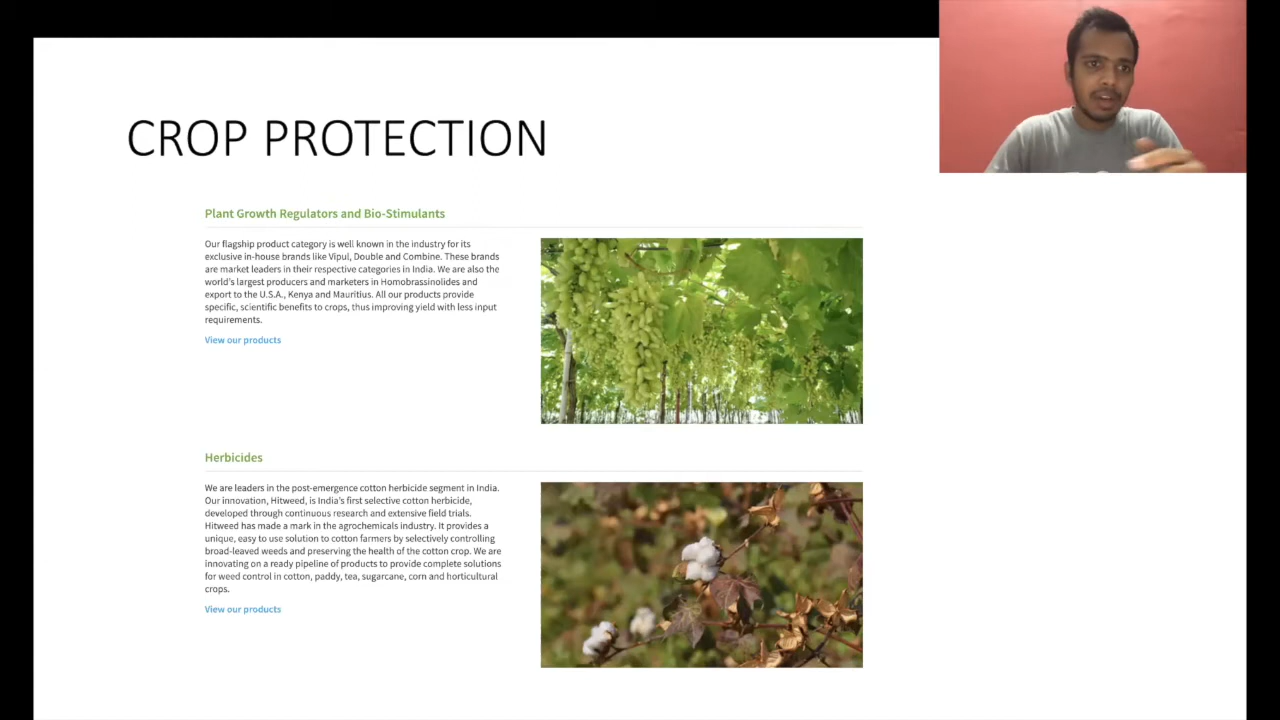 CROP PROTECTION
Plant Growth Regulators and Bio-Stimulants
Our flagship product category is well known in the industry for its
exclusive in-house brands like Vipul, Double and Combine. These brands
are market leaders in their respective categories in India. We are also the
world's largest producers and marketers in Homobrassinolides and
export to the U.S.A., Kenya and Mauritius. All our products provide
specific, scientific benefits to crops, thus improving yield with less input
requirements.
View our products
Herbicides
We are leaders in the post-emergence cotton herbicide segment in India.
Our innovation, Hitweed, is India's first selective cotton herbicide,
developed through continuous research and extensive field trials.
Hitweed has made a mark in the agrochemicals industry. It provides a
unique, easy to use solution to cotton farmers by selectively controlling
broad-leaved weeds and preserving the health of the cotton crop. We are
innovating on a ready pipeline of products to provide complete solutions
for weed control in cotton, paddy, tea, sugarcane, corn and horticultural
crops.
View our products